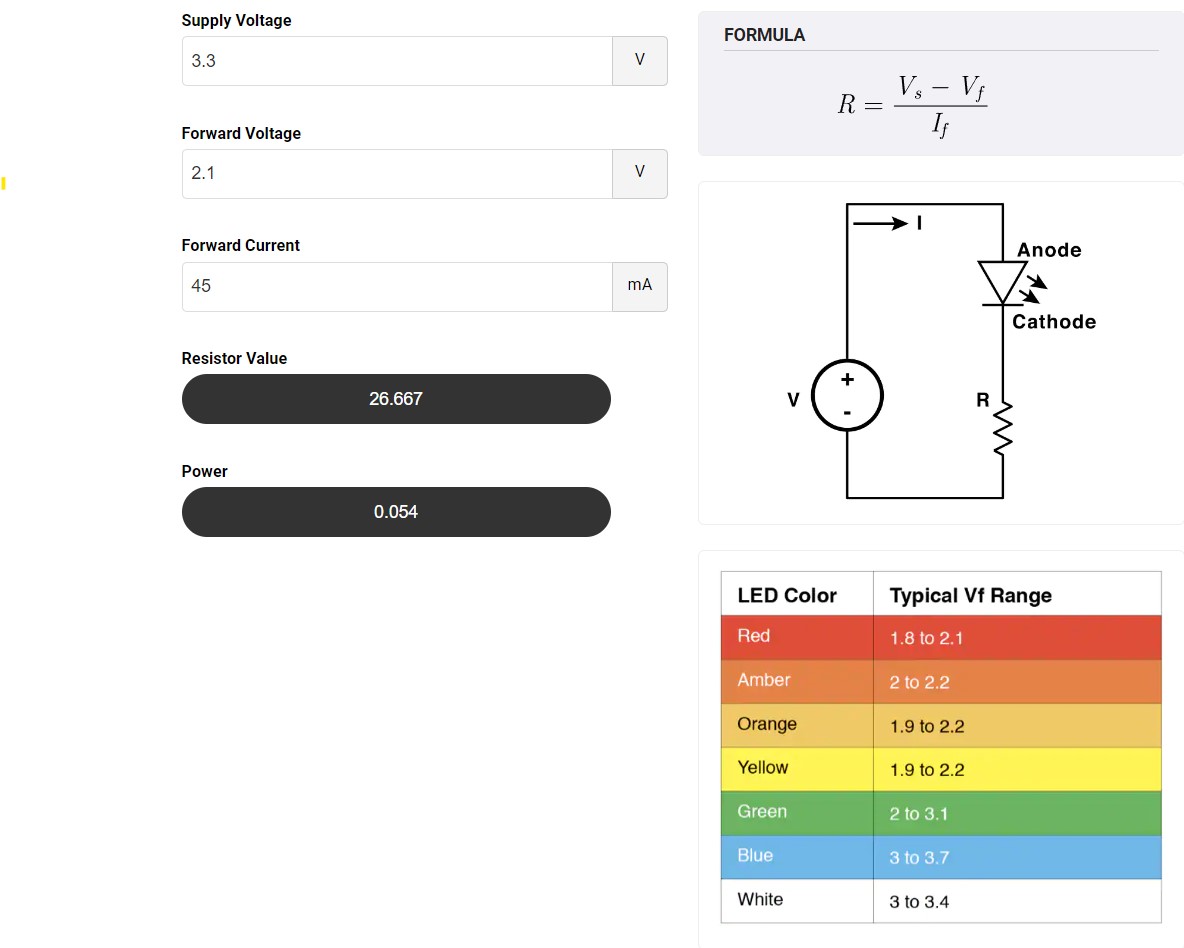 Supply Voltage
3.3
V
Forward Voltage
2.1
V
Forward Current
45
mA
Resistor Value
26.667
Power
0.054
FORMULA
R = (V_s − V_f) / I_f
I
Anode
Cathode
+
V
-
R
LED Color Typical Vf Range
Red 1.8 to 2.1
Amber 2 to 2.2
Orange 1.9 to 2.2
Yellow 1.9 to 2.2
Green 2 to 3.1
Blue 3 to 3.7
White 3 to 3.4